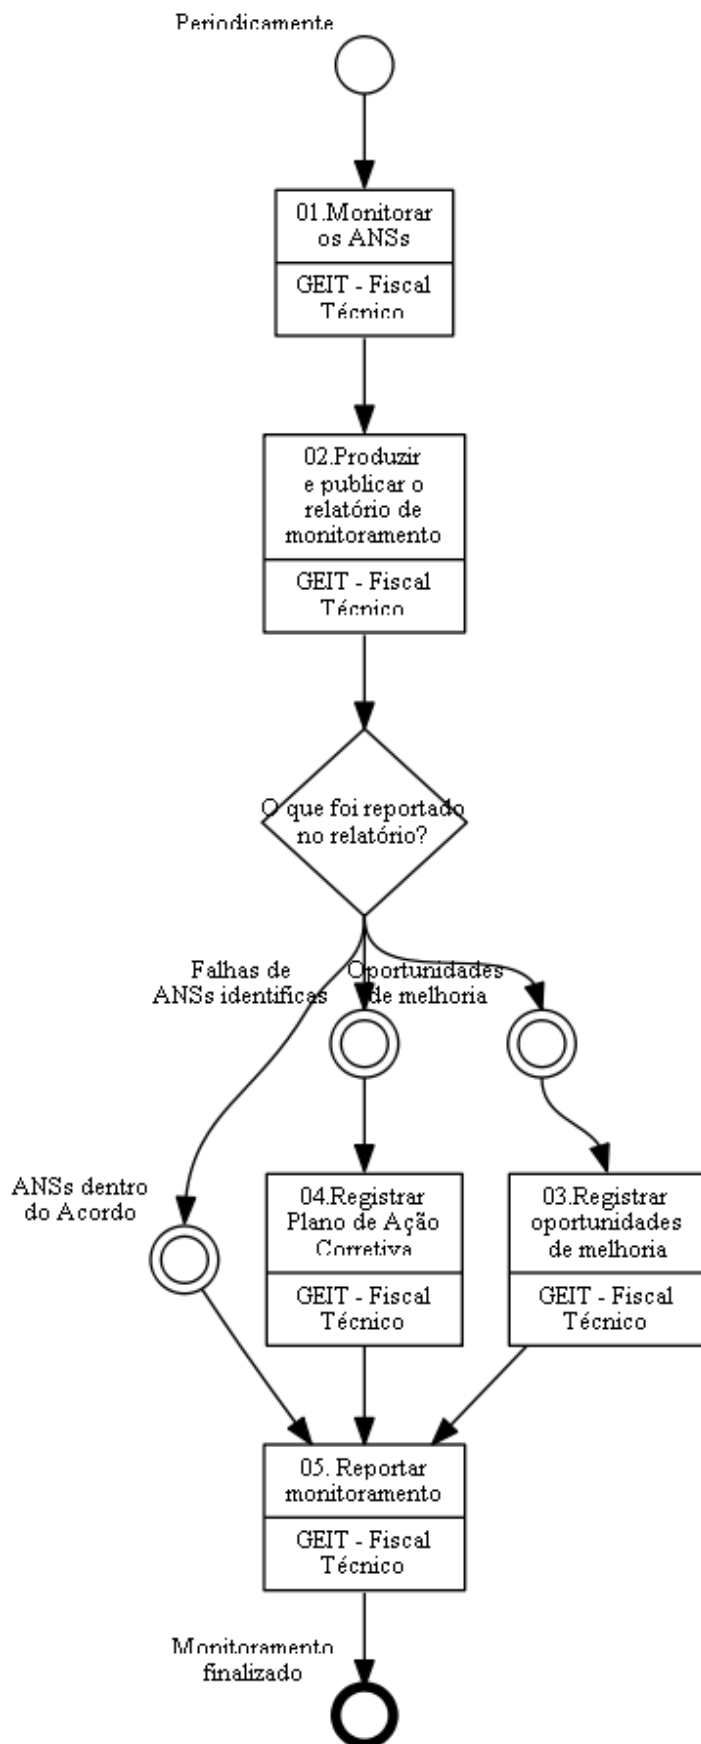 Periodicamente
01.Monitorar
os ANSs
GEIT - Fiscal
Técnico
02.Produzir
e publicar o
relatório de
monitoramento
GEIT - Fiscal
Técnico
O que foi reportado
no relatório?
Falhas de
ANSs identificas
Oportunidades
de melhoria
ANSs dentro
do Acordo
04.Registrar
Plano de Ação
Corretiva
GEIT - Fiscal
Técnico
03.Registrar
oportunidades
de melhoria
GEIT - Fiscal
Técnico
05. Reportar
monitoramento
GEIT - Fiscal
Técnico
Monitoramento
finalizado